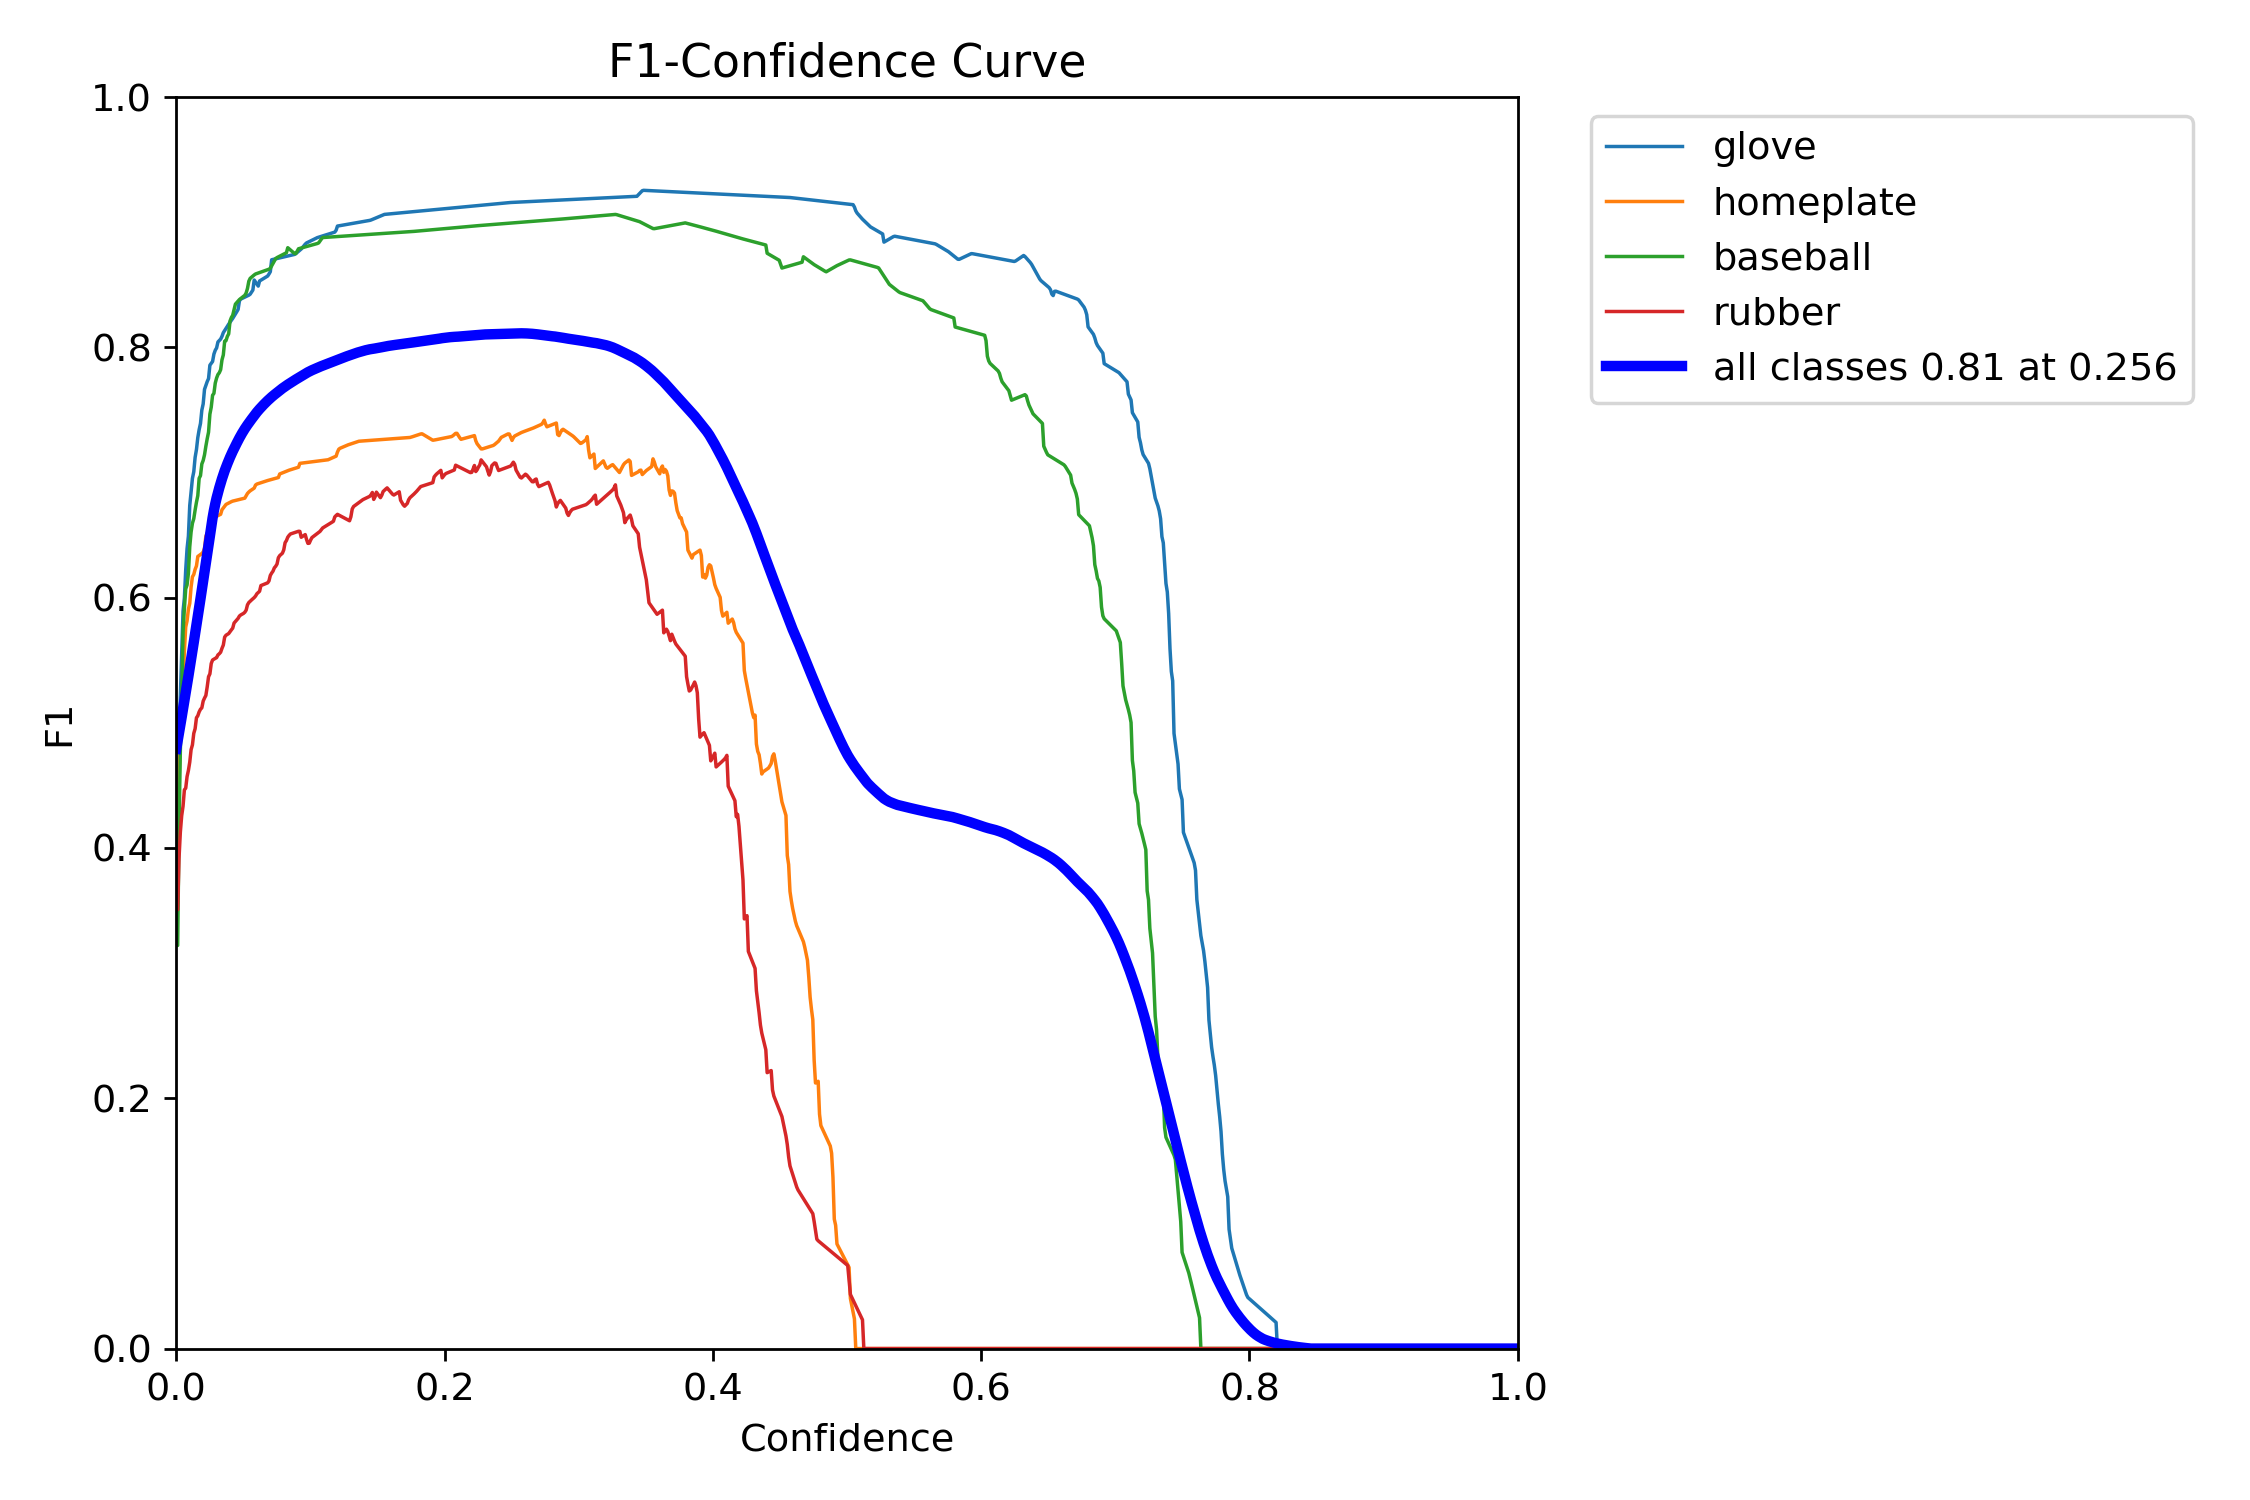 F1-Confidence Curve
1.0
0.8
0.6
0.4
0.2
0.0
F1
0.0 0.2 0.4 0.6 0.8 1.0
Confidence
glove
homeplate
baseball
rubber
all classes 0.81 at 0.256